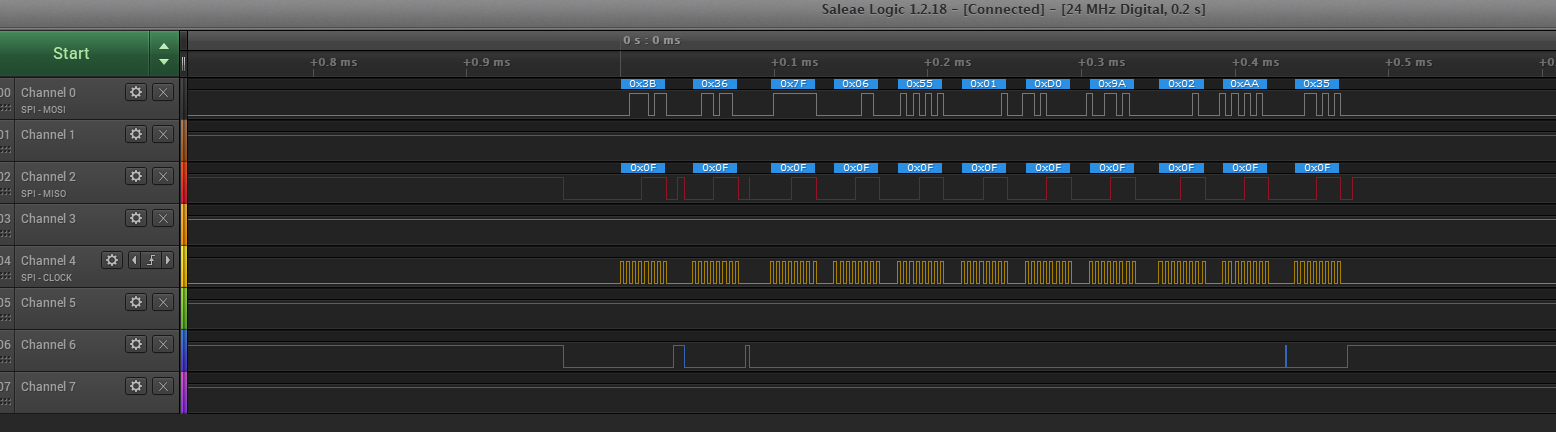 Saleae Logic 1.2.18 – [Connected] – [24 MHz Digital, 0.2 s]
Start
0 s : 0 ms
+0.8 ms +0.9 ms +0.1 ms +0.2 ms +0.3 ms +0.4 ms +0.5 ms +0
00 Channel 0
SPI - MOSI
0x3B 0x36 0x7F 0x06 0x55 0x01 0xD0 0x9A 0x02 0xAA 0x35
01 Channel 1
02 Channel 2
SPI - MISO
0x0F 0x0F 0x0F 0x0F 0x0F 0x0F 0x0F 0x0F 0x0F 0x0F 0x0F
03 Channel 3
04 Channel 4
SPI - CLOCK
05 Channel 5
06 Channel 6
07 Channel 7